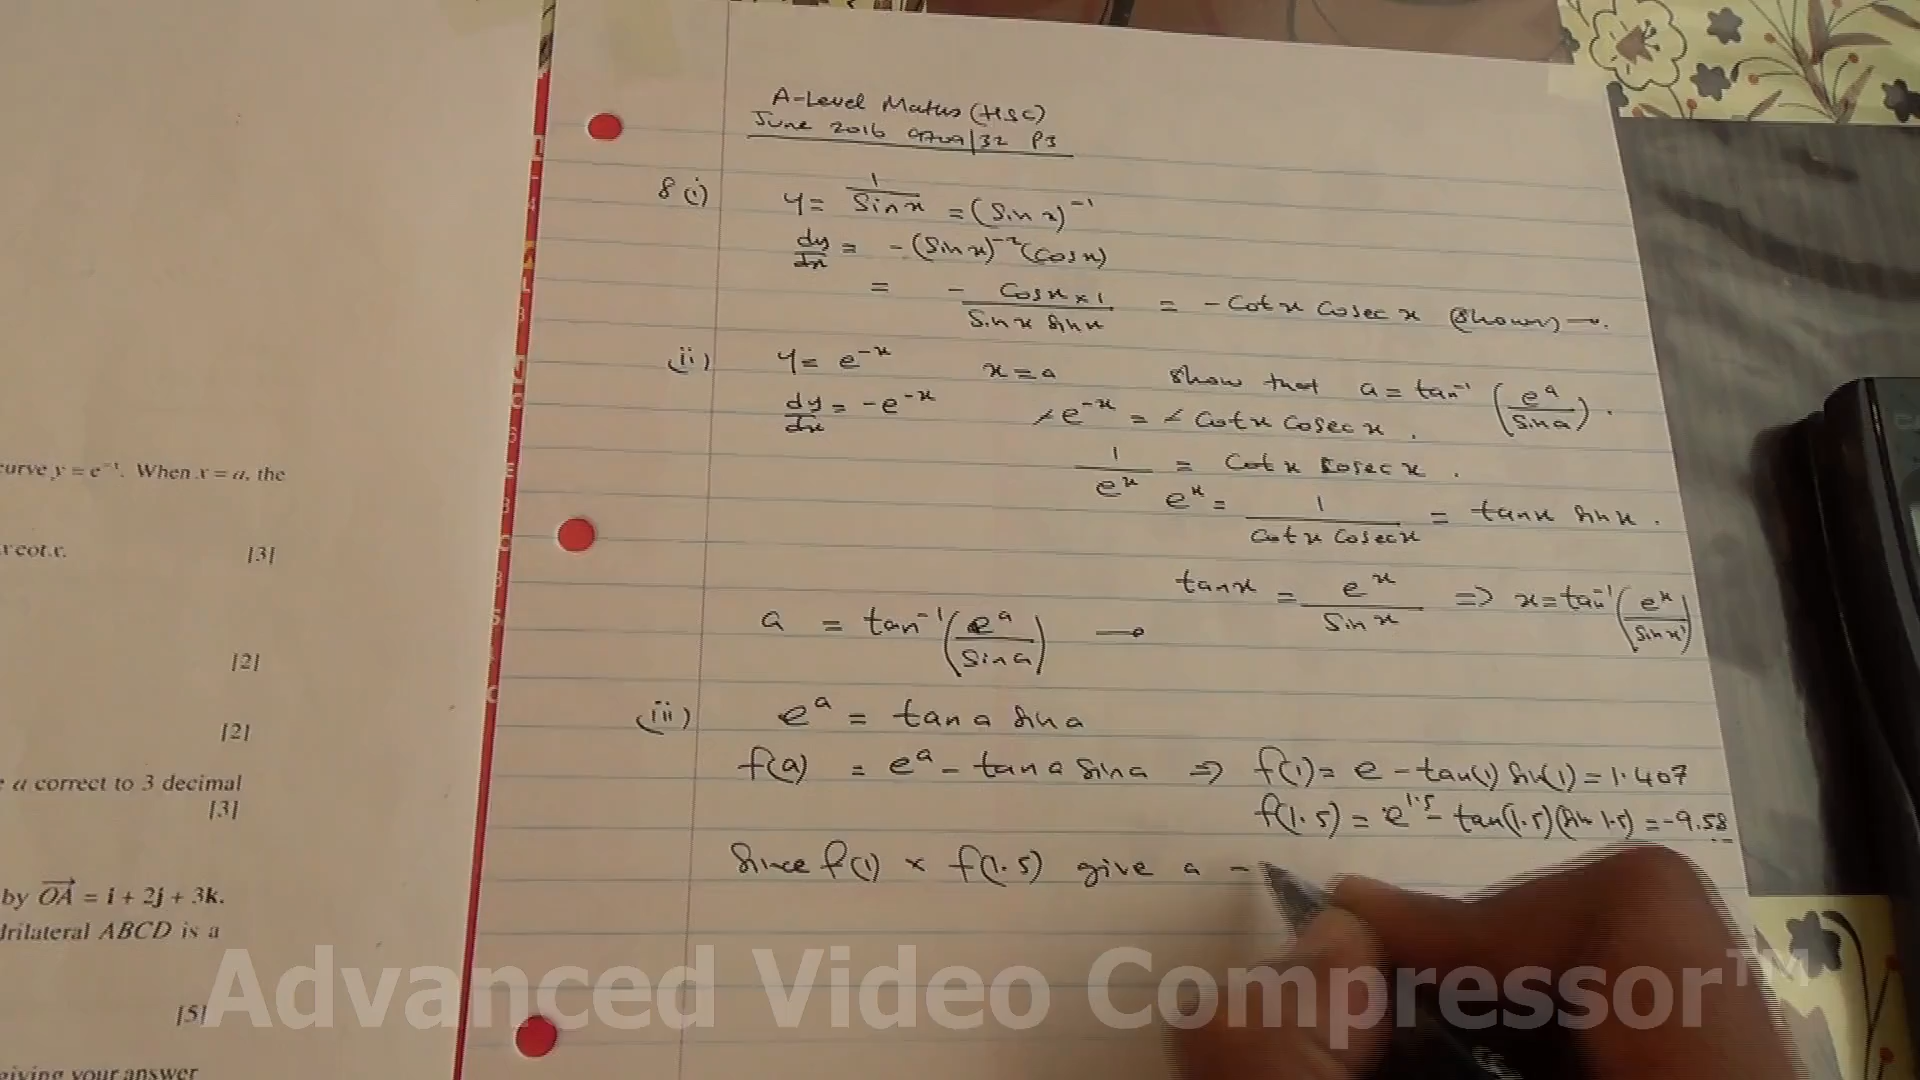 A-Level Maths (HSC)
June 2016 9709/32 P3
8(i) y = 1/sin x = (sin x)^-1
dy/dx = -(sin x)^-2 (cos x)
= - cos x × 1 / sin x sin x = -cot x cosec x (shown)
(ii) y = e^-x x = a show that a = tan^-1 (e^a / sin a).
dy/dx = -e^-x -e^-x = -cot x cosec x.
1/e^x = cot x cosec x.
e^x = 1 / cot x cosec x = tan x sin x.
tan x = e^x / sin x => x = tan^-1 (e^x / sin x)
a = tan^-1 (e^a / sin a)
(iii) e^a = tan a sin a
f(a) = e^a - tan a sin a => f(1) = e - tan(1) sin(1) = 1.407
f(1.5) = e^1.5 - tan(1.5)(sin 1.5) = -9.58
Since f(1) × f(1.5) give a -
curve y = e^-x. When x = a, the
x cot x. [3]
[2]
[2]
a correct to 3 decimal
[3]
by OA = i + 2j + 3k.
drilateral ABCD is a
[5]
giving your answer
Advanced Video Compressor™